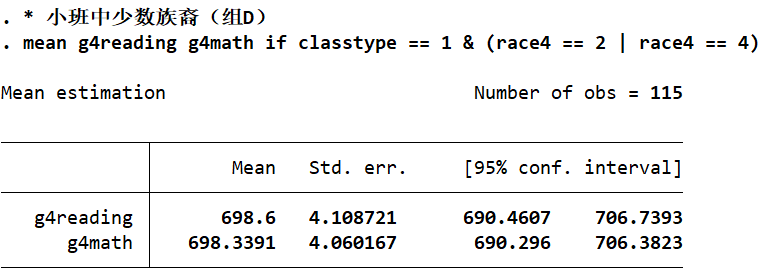 . * 小班中少数族裔（组D）
. mean g4reading g4math if classtype == 1 & (race4 == 2 | race4 == 4)
Mean estimation Number of obs = 115
Mean Std. err. [95% conf. interval]
g4reading 698.6 4.108721 690.4607 706.7393
g4math 698.3391 4.060167 690.296 706.3823